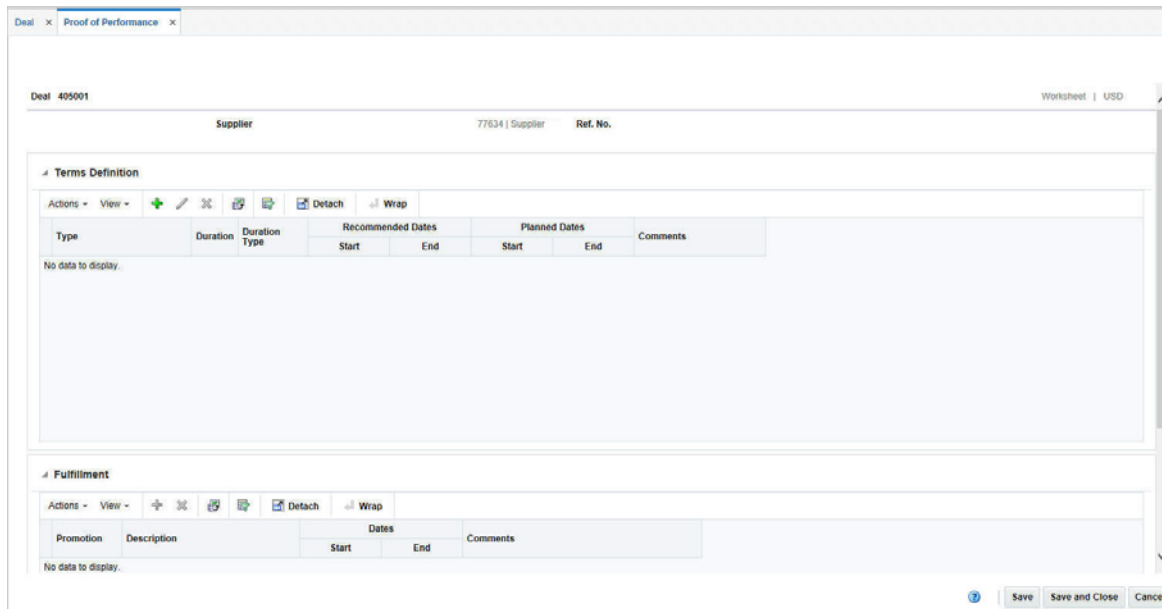 Deal × Proof of Performance ×
Deal 405001 Worksheet | USD
Supplier 77634 | Supplier Ref. No.
Terms Definition
Actions View Detach Wrap
Type Duration Duration Type Recommended Dates Planned Dates Comments
Start End Start End
No data to display.
Fulfillment
Actions View Detach Wrap
Promotion Description Dates Comments
Start End
No data to display.
? Save Save and Close Cance